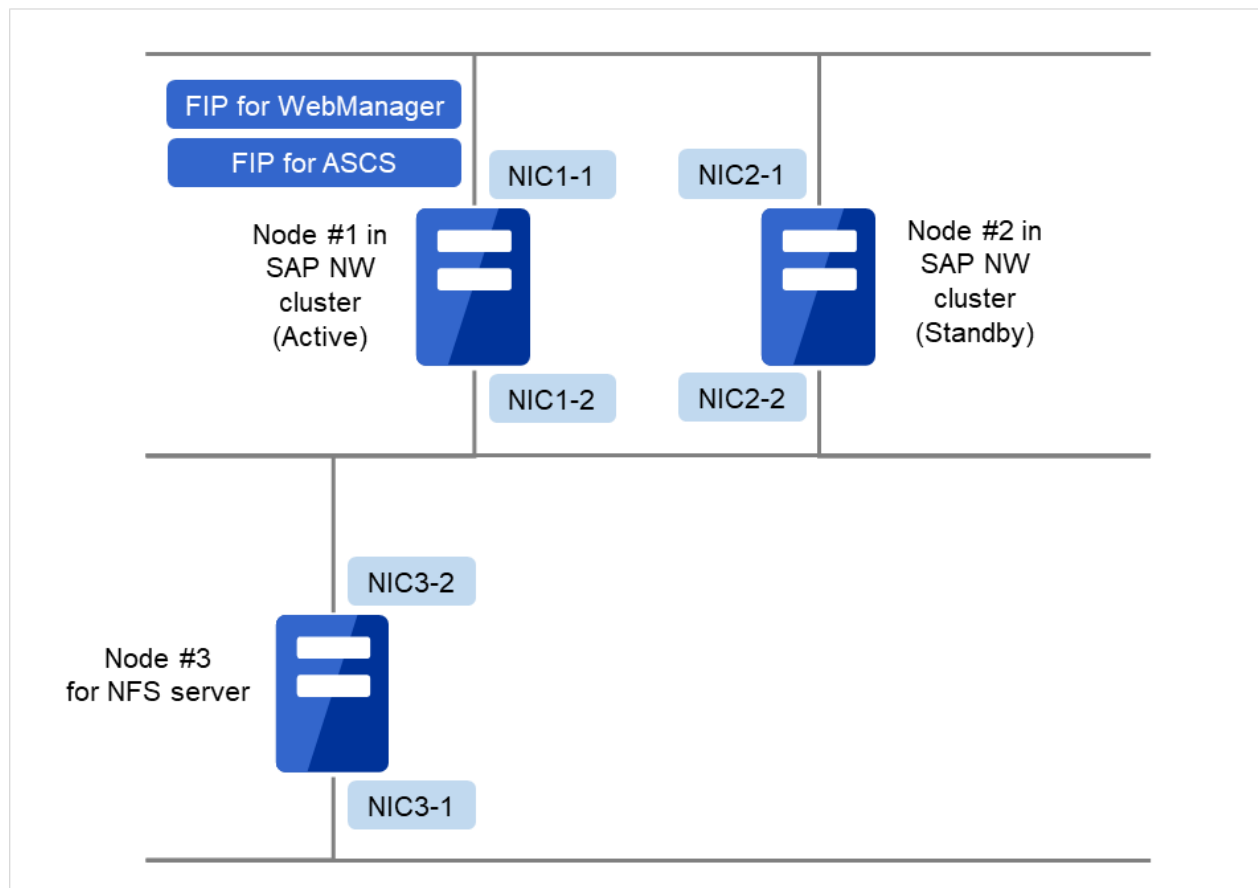 FIP for WebManager
FIP for ASCS
NIC1-1
NIC2-1
Node #1 in
SAP NW
cluster
(Active)
Node #2 in
SAP NW
cluster
(Standby)
NIC1-2
NIC2-2
NIC3-2
Node #3
for NFS server
NIC3-1